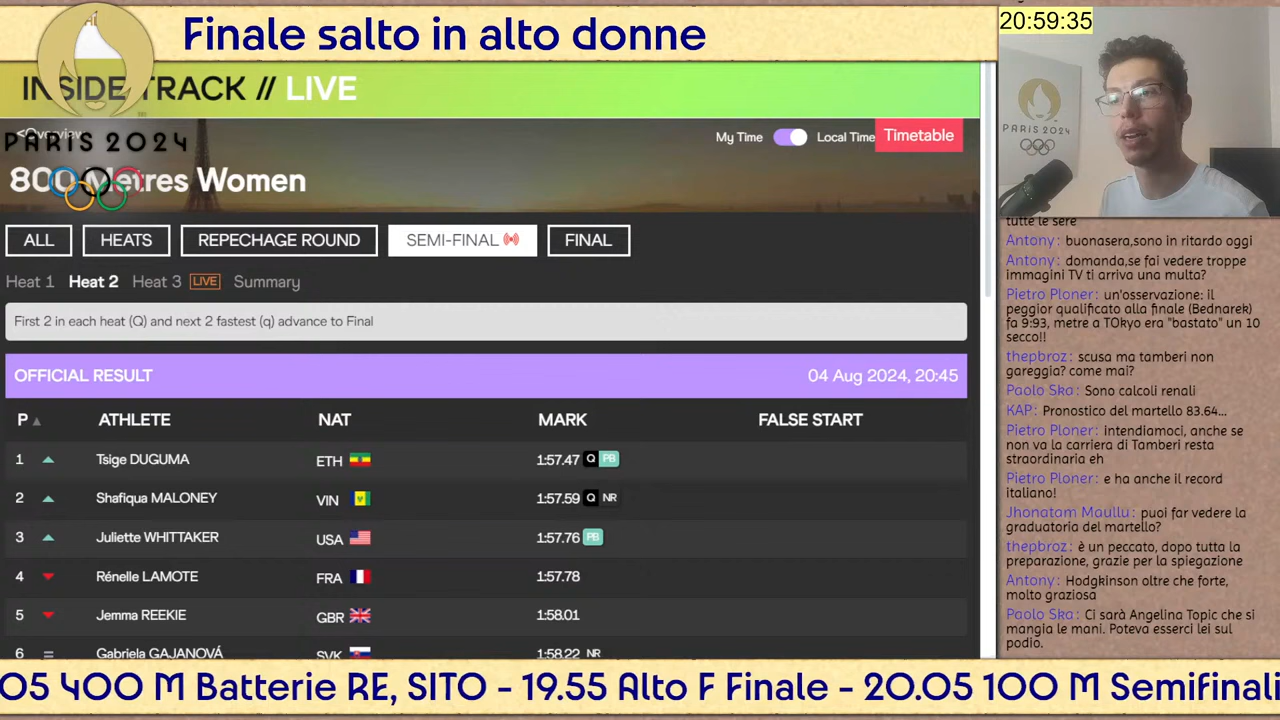 Finale salto in alto donne
20:59:35
INSIDE TRACK // LIVE
PARIS 2024
<Overview
My Time
Local Time
Timetable
800 Metres Women
ALL
HEATS
REPECHAGE ROUND
SEMI-FINAL
FINAL
Heat 1
Heat 2
Heat 3
LIVE
Summary
First 2 in each heat (Q) and next 2 fastest (q) advance to Final
OFFICIAL RESULT
04 Aug 2024, 20:45
P ATHLETE NAT MARK FALSE START
1 Tsige DUGUMA ETH 1:57.47 Q PB
2 Shafiqua MALONEY VIN 1:57.59 Q NR
3 Juliette WHITTAKER USA 1:57.76 PB
4 Rénelle LAMOTE FRA 1:57.78
5 Jemma REEKIE GBR 1:58.01
6 Gabriela GAJANOVÁ SVK 1:58.22 NR
PARIS 2024
tutte le sere
Antony: buonasera,sono in ritardo oggi
Antony: domanda,se fai vedere troppe
immagini TV ti arriva una multa?
Pietro Ploner: un'osservazione: il
peggior qualificato alla finale (Bednarek)
fa 9:93, metre a TOkyo era "bastato" un 10
secco!!
thepbroz: scusa ma tamberi non
gareggia? come mai?
Paolo Ska: Sono calcoli renali
KAP: Pronostico del martello 83.64...
Pietro Ploner: intendiamoci, anche se
non va la carriera di Tamberi resta
straordinaria eh
Pietro Ploner: e ha anche il record
italiano!
Jhonatam Maullu: puoi far vedere la
graduatoria del martello?
thepbroz: è un peccato, dopo tutta la
preparazione, grazie per la spiegazione
Antony: Hodgkinson oltre che forte,
molto graziosa
Paolo Ska: Ci sarà Angelina Topic che si
mangia le mani. Poteva esserci lei sul
podio.
05 400 M Batterie RE, SITO - 19.55 Alto F Finale - 20.05 100 M Semifinali